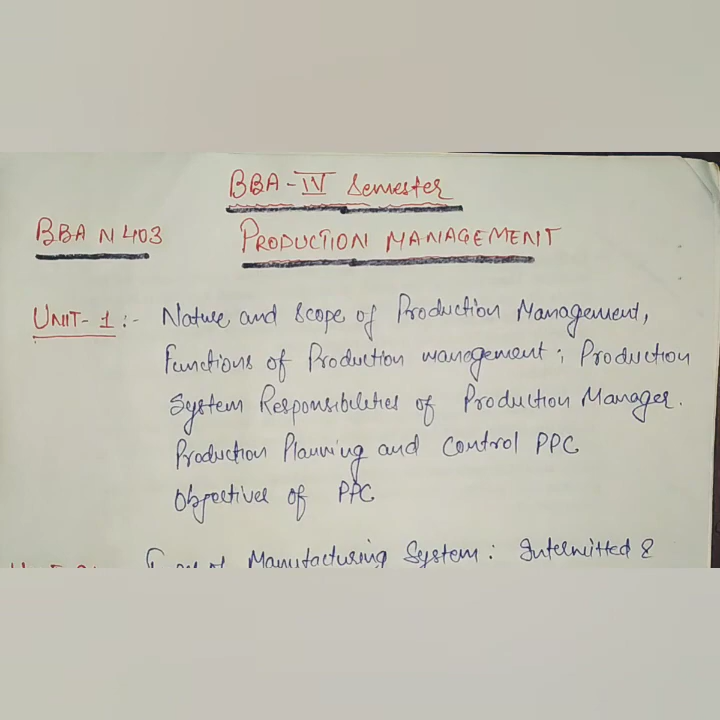 BBA-IV Semester
BBA N 403 PRODUCTION MANAGEMENT
UNIT-1:- Nature and Scope of Production Management,
Functions of Production management; Production
System Responsibilities of Production Manager.
Production Planning and Control PPC
Objectives of PPC
Manufacturing System: Intermitted &